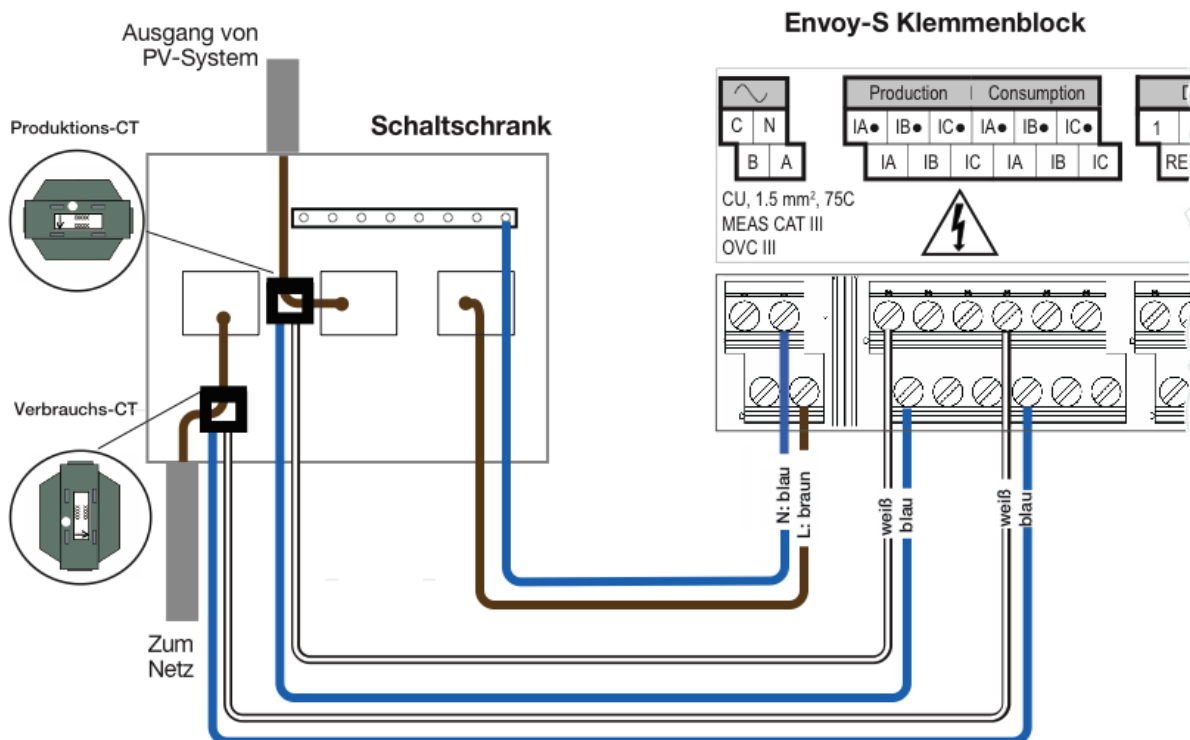 Envoy-S Klemmenblock
Ausgang von
PV-System
Produktions-CT
Schaltschrank
Production | Consumption
C N
IA● IB● IC● IA● IB● IC●
1
B A
IA IB IC IA IB IC
RE
CU, 1.5 mm², 75C
MEAS CAT III
OVC III
Verbrauchs-CT
N: blau
L: braun
weiß
blau
weiß
blau
Zum
Netz